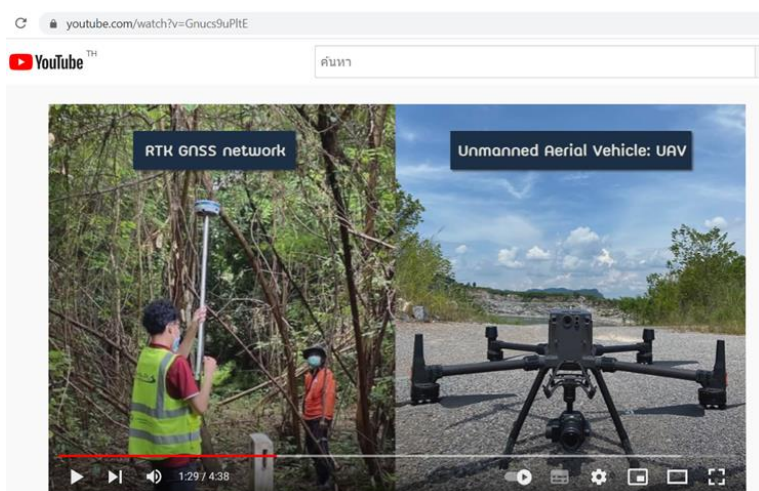 youtube.com/watch?v=Gnucs9uPltE
YouTube TH
ค้นหา
RTK GNSS network
Unmanned Aerial Vehicle: UAV
1:29 / 4:38